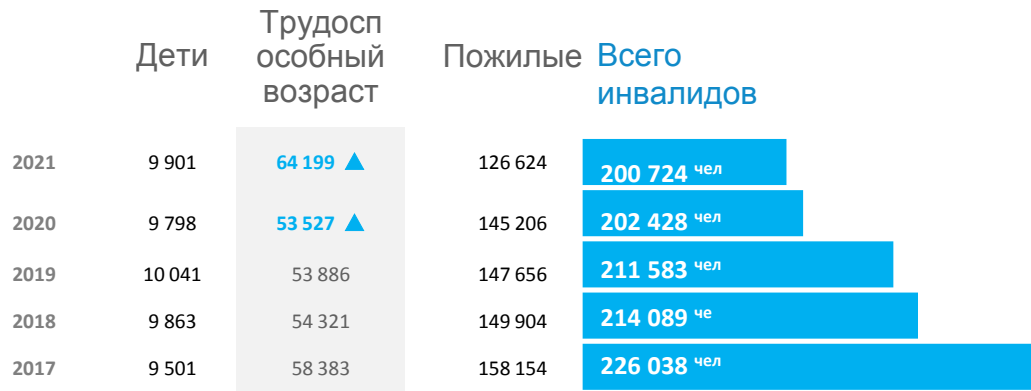 Дети Трудосп
особный
возраст Пожилые Всего
инвалидов
2021 9 901 64 199 ▲ 126 624 200 724 чел
2020 9 798 53 527 ▲ 145 206 202 428 чел
2019 10 041 53 886 147 656 211 583 чел
2018 9 863 54 321 149 904 214 089 че
2017 9 501 58 383 158 154 226 038 чел